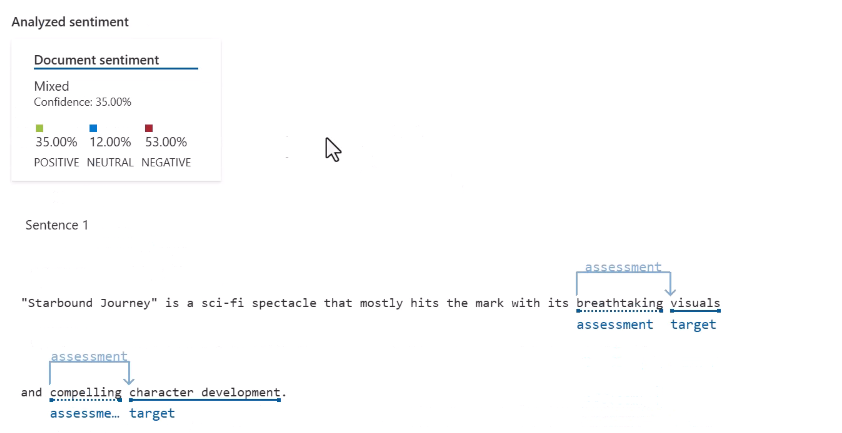 Analyzed sentiment
Document sentiment
Mixed
Confidence: 35.00%
35.00% 12.00% 53.00%
POSITIVE NEUTRAL NEGATIVE
Sentence 1
assessment
"Starbound Journey" is a sci-fi spectacle that mostly hits the mark with its breathtaking visuals
assessment target
assessment
and compelling character development.
assessme... target